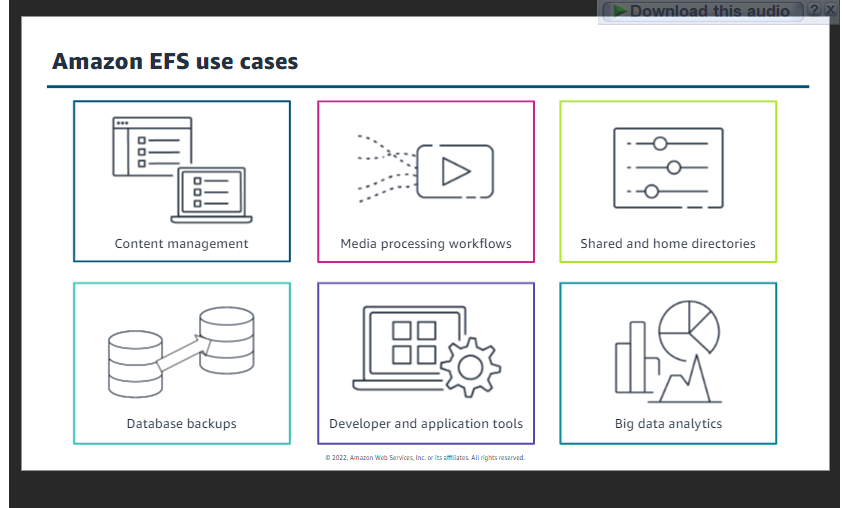 Download this audio ? X
Amazon EFS use cases
Content management
Media processing workflows
Shared and home directories
Database backups
Developer and application tools
Big data analytics
© 2022, Amazon Web Services, Inc. or its affiliates. All rights reserved.